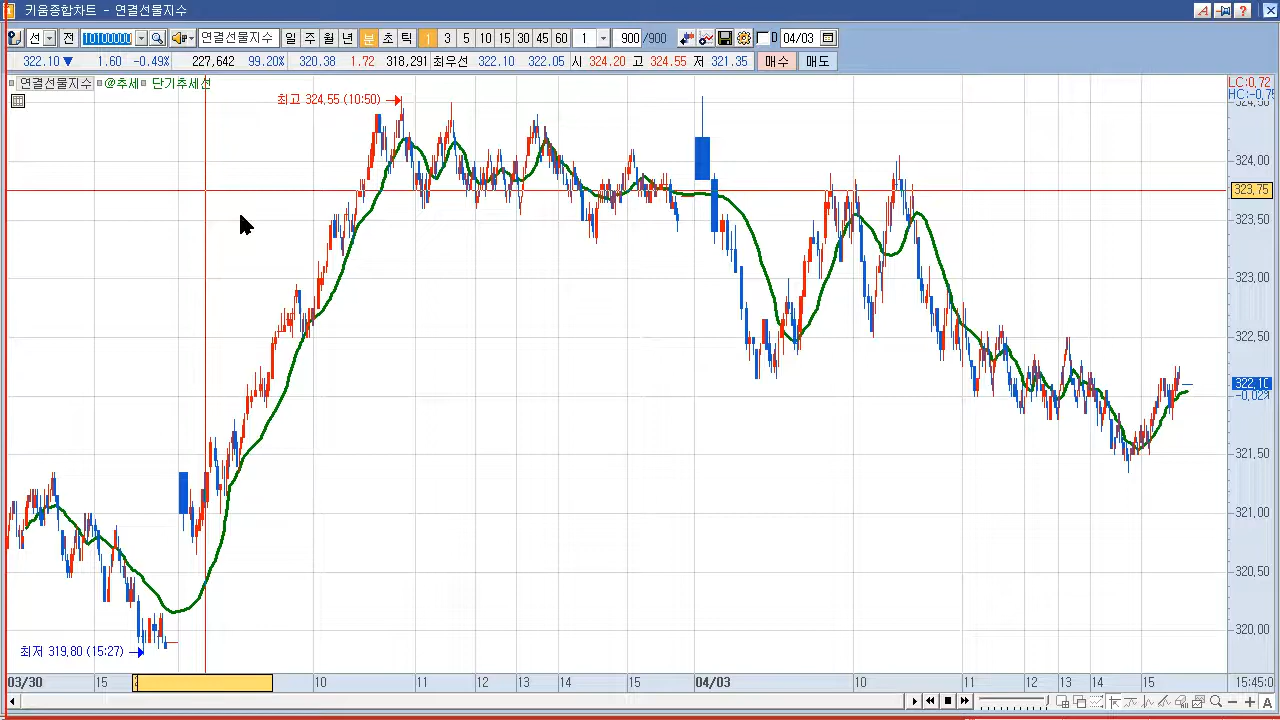 키움종합차트 - 연결선물지수
선 전 10100000 연결선물지수 일 주 월 년 분 초 틱 1 3 5 10 15 30 45 60 1 900 /900 D 04/03
322.10 ▼ 1.60 -0.49% 227,642 99.20% 320.38 1.72 318,291 최우선 322.10 322.05 시 324.20 고 324.55 저 321.35 매수 매도
연결선물지수 @추세 단기추세선
LC:0.72
최고 324.55 (10:50)
324.00
323.75
323.50
323.00
322.50
322.10
321.50
321.00
320.50
320.00
최저 319.80 (15:27)
03/30 15 10 11 12 13 14 15 04/03 10 11 12 13 14 15 15:45:0
A